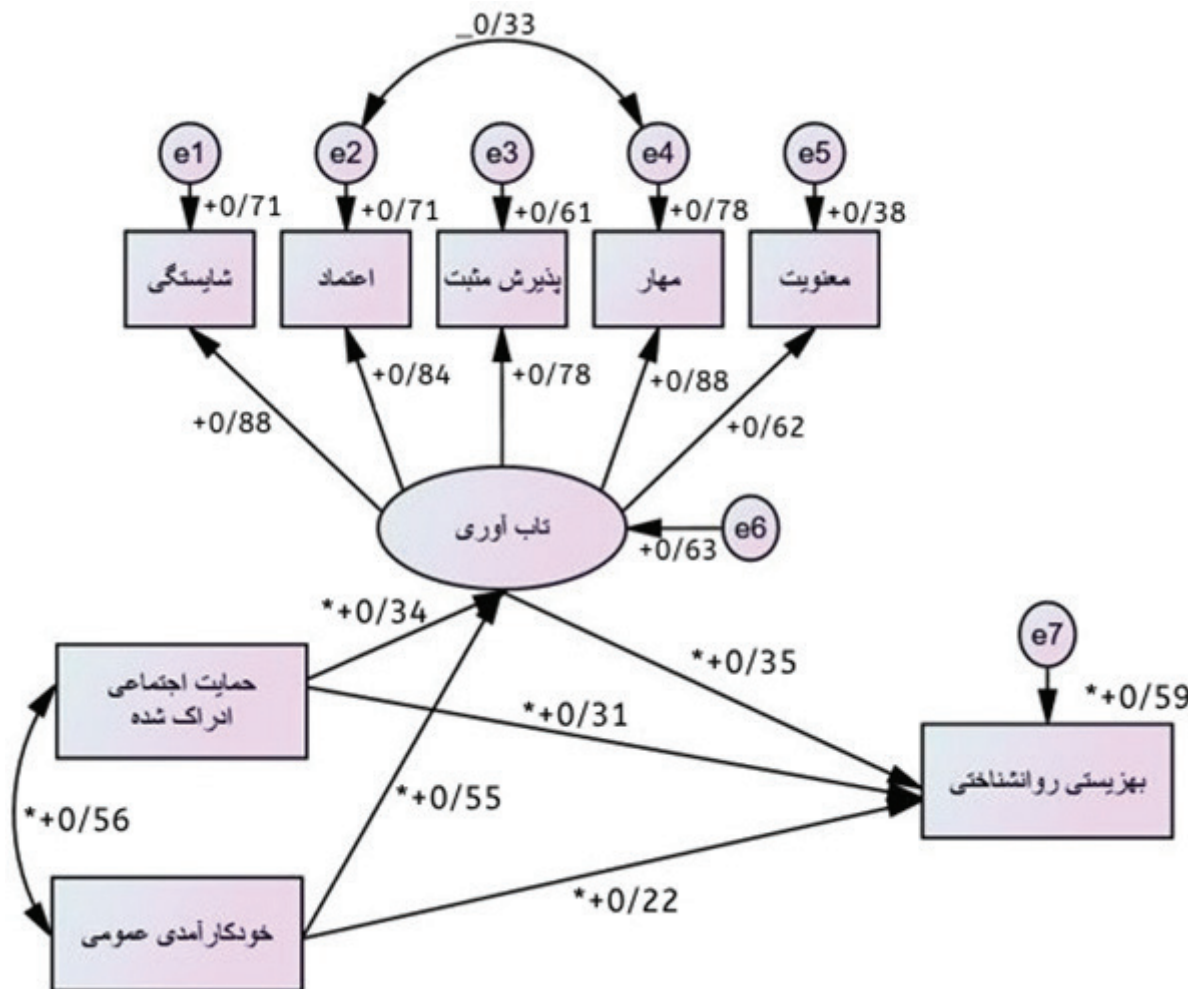 _0/33
e1
e2
e3
e4
e5
+0/71
+0/71
+0/61
+0/78
+0/38
شایستگی
اعتماد
پذیرش مثبت
مهار
معنویت
+0/88
+0/84
+0/78
+0/88
+0/62
تاب آوری
e6
+0/63
*+0/34
*+0/35
e7
*+0/59
حمایت اجتماعی
ادراک شده
*+0/31
بهزیستی روانشناختی
*+0/56
*+0/55
*+0/22
خودکارآمدی عمومی